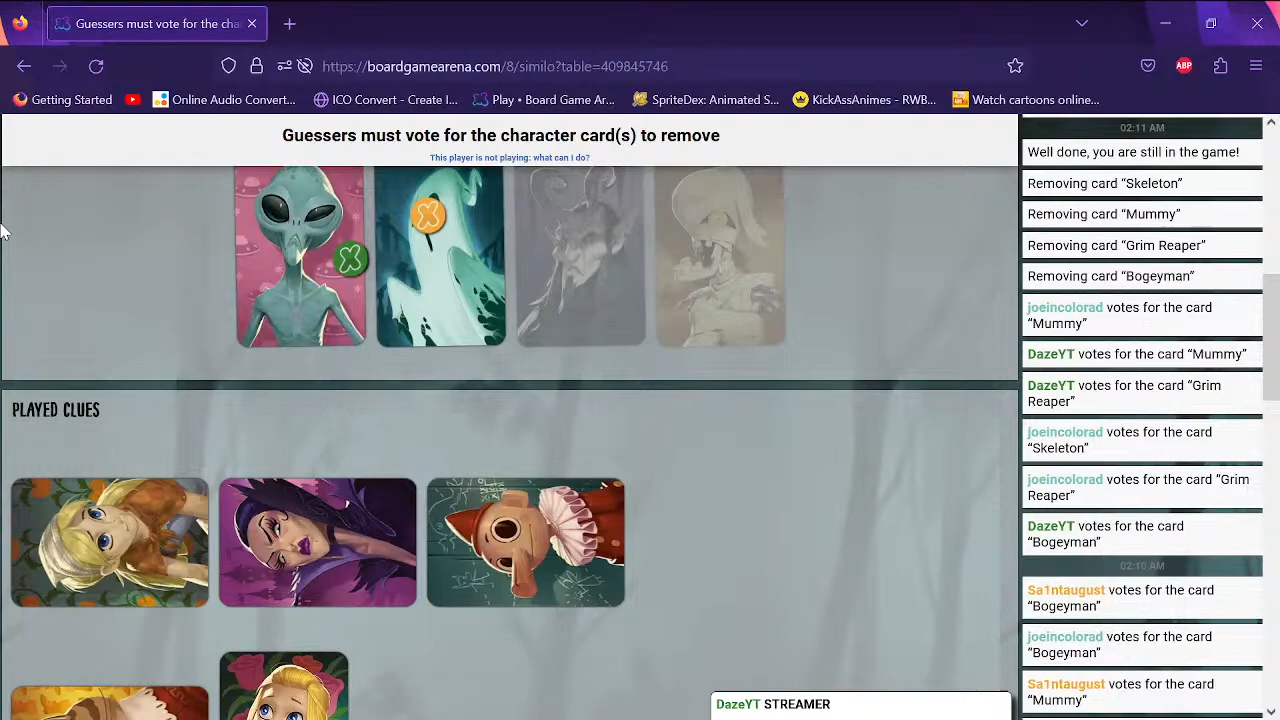 Guessers must vote for the cha
https://boardgamearena.com/8/similo?table=409845746
Getting Started
Online Audio Convert...
ICO Convert - Create I...
Play • Board Game Ar...
SpriteDex: Animated S...
KickAssAnimes - RWB...
Watch cartoons online...
ABP
Guessers must vote for the character card(s) to remove
This player is not playing: what can I do?
PLAYED CLUES
DazeYT STREAMER
02:11 AM
Well done, you are still in the game!
Removing card “Skeleton”
Removing card “Mummy”
Removing card “Grim Reaper”
Removing card “Bogeyman”
joeincolorad votes for the card
“Mummy”
DazeYT votes for the card “Mummy”
DazeYT votes for the card “Grim
Reaper”
joeincolorad votes for the card
“Skeleton”
joeincolorad votes for the card “Grim
Reaper”
DazeYT votes for the card
“Bogeyman”
02:10 AM
Sa1ntaugust votes for the card
“Bogeyman”
joeincolorad votes for the card
“Bogeyman”
Sa1ntaugust votes for the card
“Mummy”